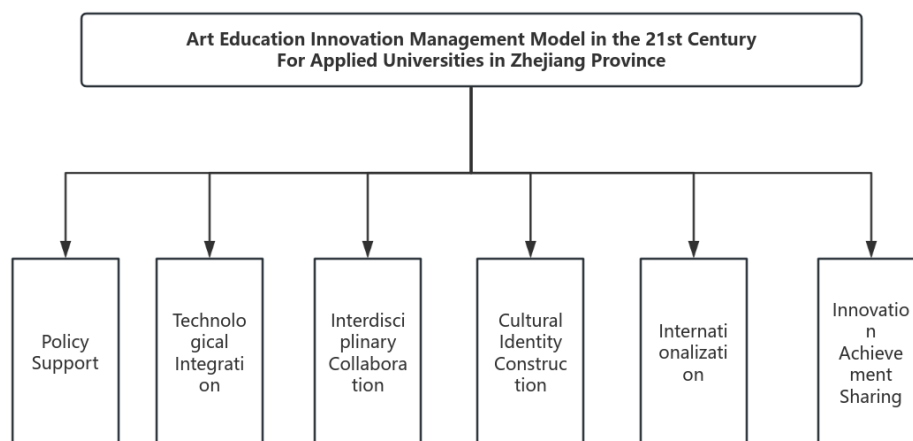 Art Education Innovation Management Model in the 21st Century
For Applied Universities in Zhejiang Province
Policy
Support
Technolo
gical
Integrati
on
Interdisci
plinary
Collabora
tion
Cultural
Identity
Construc
tion
Internati
onalizati
on
Innovatio
n
Achieve
ment
Sharing